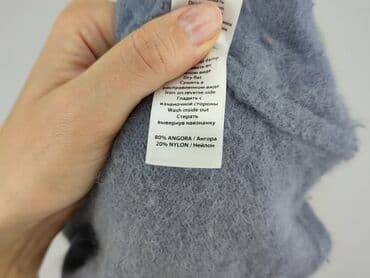 Dry flat
Сушить в
расправленном виде
Iron on reverse side
Гладить с
изнаночной стороны
Wash inside out
Стирать
вывернув наизнанку
80% ANGORA / Ангора
20% NYLON / Нейлон